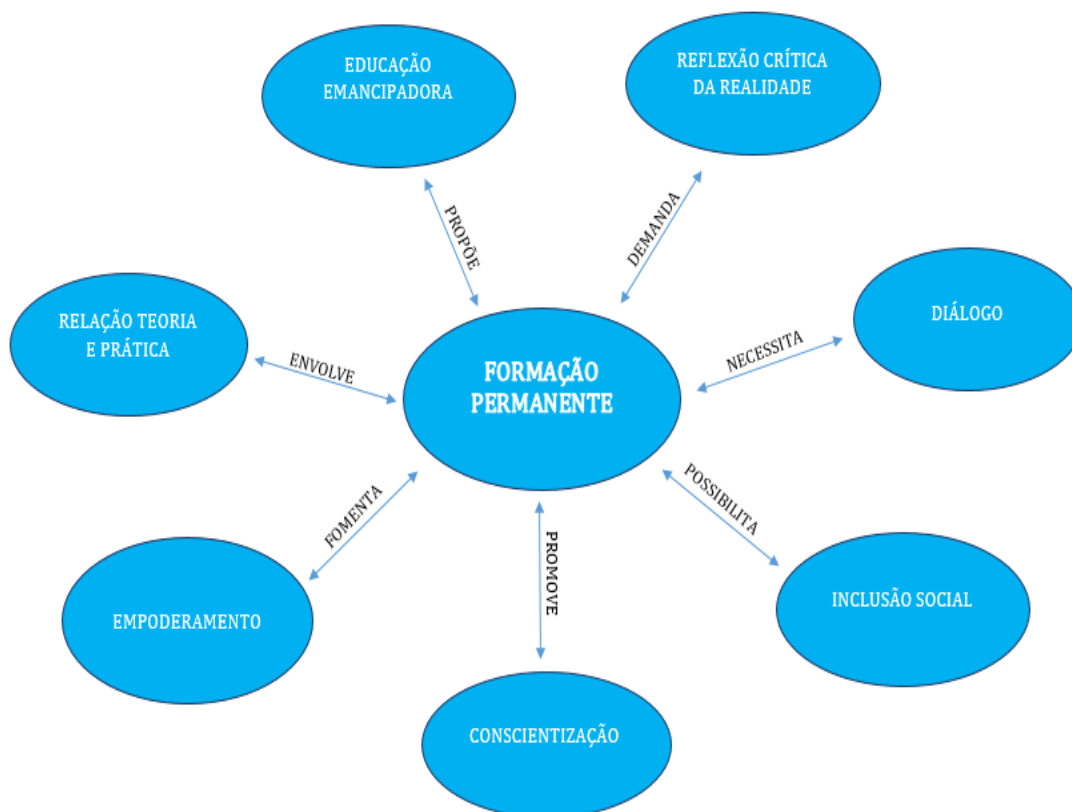 EDUCAÇÃO
EMANCIPADORA
REFLEXÃO CRÍTICA
DA REALIDADE
PROPÕE
DEMANDA
RELAÇÃO TEORIA
E PRÁTICA
DIÁLOGO
ENVOLVE
NECESSITA
FORMAÇÃO
PERMANENTE
FOMENTA
PROMOVE
POSSIBILITA
EMPODERAMENTO
INCLUSÃO SOCIAL
CONSCIENTIZAÇÃO